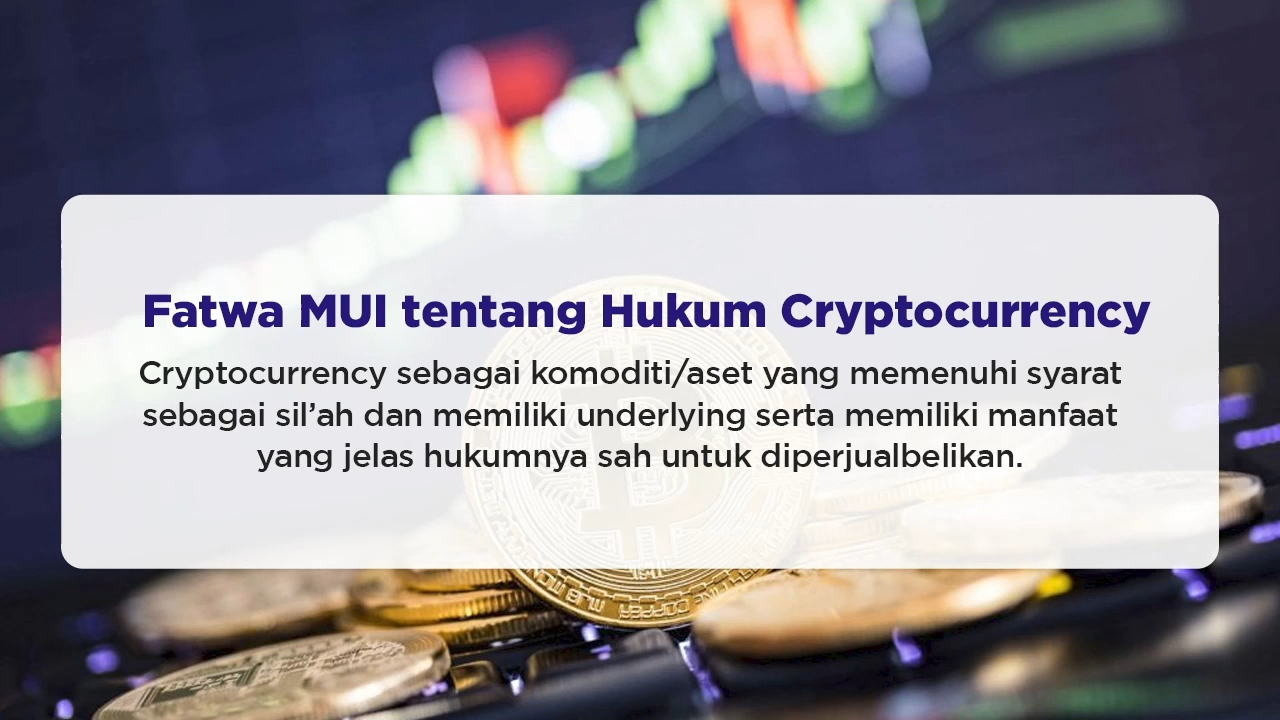 Fatwa MUI tentang Hukum Cryptocurrency
Cryptocurrency sebagai komoditi/aset yang memenuhi syarat
sebagai sil’ah dan memiliki underlying serta memiliki manfaat
yang jelas hukumnya sah untuk diperjualbelikan.